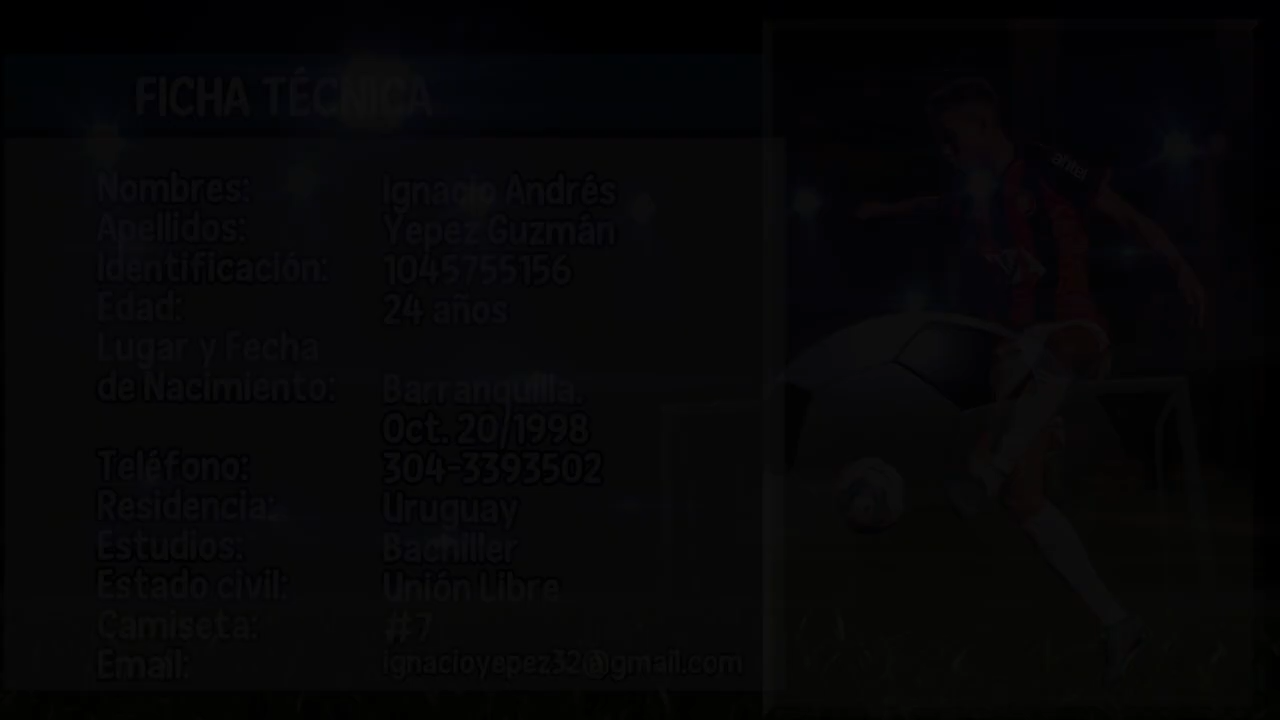 FICHA TÉCNICA
Nombres: Ignacio Andrés
Apellidos: Yepez Guzmán
Identificación: 1045755156
Edad: 24 años
Lugar y Fecha
de Nacimiento: Barranquilla.
Oct. 20/1998
Teléfono: 304-3393502
Residencia: Uruguay
Estudios: Bachiller
Estado civil: Unión Libre
Camiseta: #7
Email: ignacioyepez32@gmail.com
antel